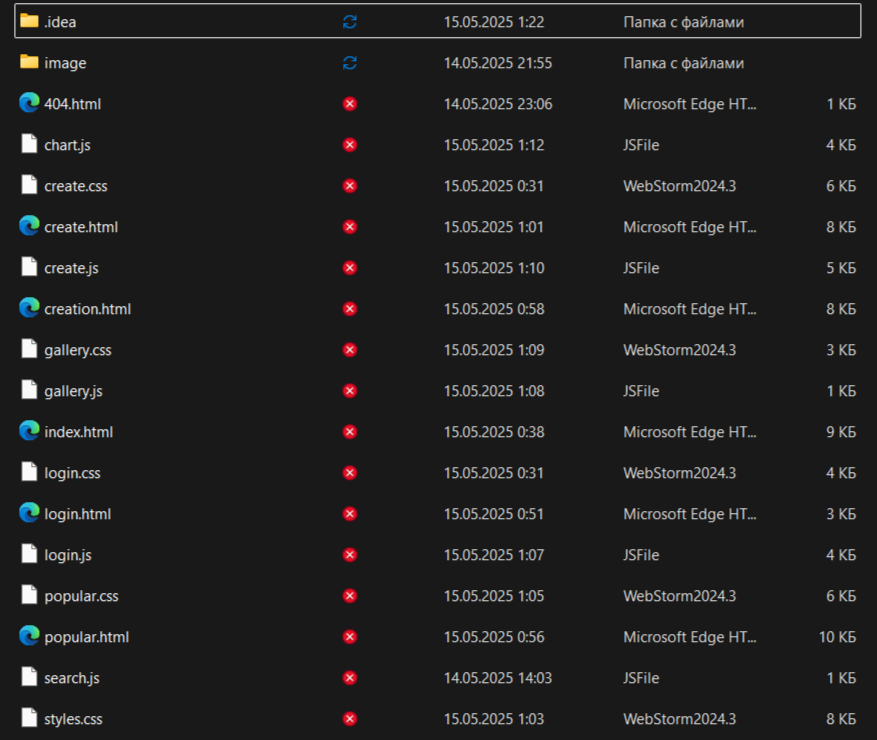 .idea 15.05.2025 1:22 Папка с файлами
image 14.05.2025 21:55 Папка с файлами
404.html 14.05.2025 23:06 Microsoft Edge HT... 1 КБ
chart.js 15.05.2025 1:12 JSFile 4 КБ
create.css 15.05.2025 0:31 WebStorm2024.3 6 КБ
create.html 15.05.2025 1:01 Microsoft Edge HT... 8 КБ
create.js 15.05.2025 1:10 JSFile 5 КБ
creation.html 15.05.2025 0:58 Microsoft Edge HT... 8 КБ
gallery.css 15.05.2025 1:09 WebStorm2024.3 3 КБ
gallery.js 15.05.2025 1:08 JSFile 1 КБ
index.html 15.05.2025 0:38 Microsoft Edge HT... 9 КБ
login.css 15.05.2025 0:31 WebStorm2024.3 4 КБ
login.html 15.05.2025 0:51 Microsoft Edge HT... 3 КБ
login.js 15.05.2025 1:07 JSFile 4 КБ
popular.css 15.05.2025 1:05 WebStorm2024.3 6 КБ
popular.html 15.05.2025 0:56 Microsoft Edge HT... 10 КБ
search.js 14.05.2025 14:03 JSFile 1 КБ
styles.css 15.05.2025 1:03 WebStorm2024.3 8 КБ